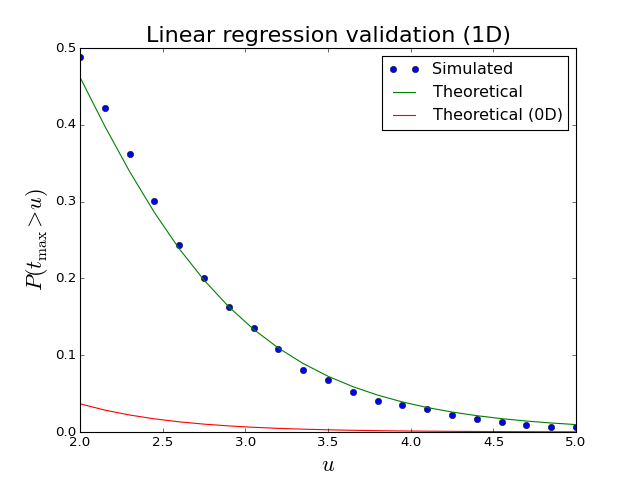 Linear regression validation (1D)
Simulated
Theoretical
Theoretical (0D)
P(t_max > u)
0.5
0.4
0.3
0.2
0.1
0.0
2.0 2.5 3.0 3.5 4.0 4.5 5.0
u